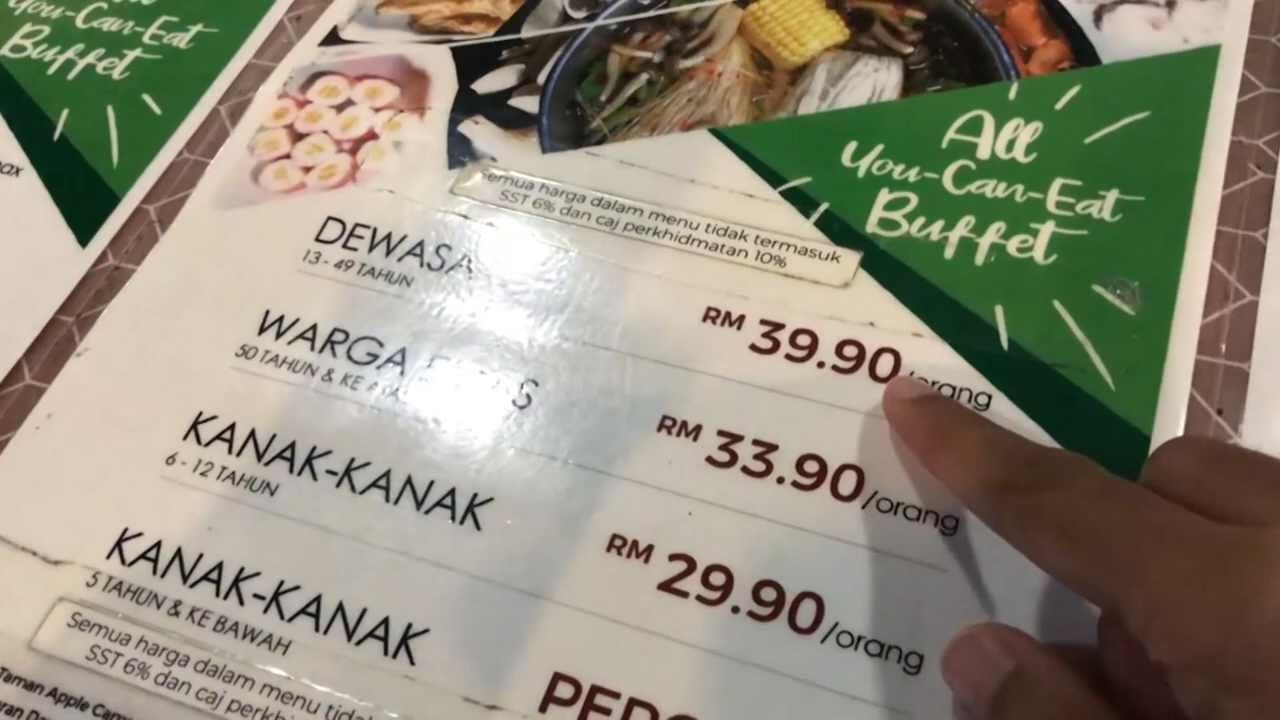 You-Can-Eat
Buffet
All
You-Can-Eat
Buffet
Semua harga dalam menu tidak termasuk
SST 6% dan caj perkhidmatan 10%
DEWASA
13 - 49 TAHUN
RM 39.90 /orang
WARGA
50 TAHUN & KE
RM 33.90/orang
KANAK-KANAK
6 - 12 TAHUN
RM 29.90/orang
KANAK-KANAK
5 TAHUN & KE BAWAH
Semua harga dalam menu
SST 6% dan caj
Taman Apple